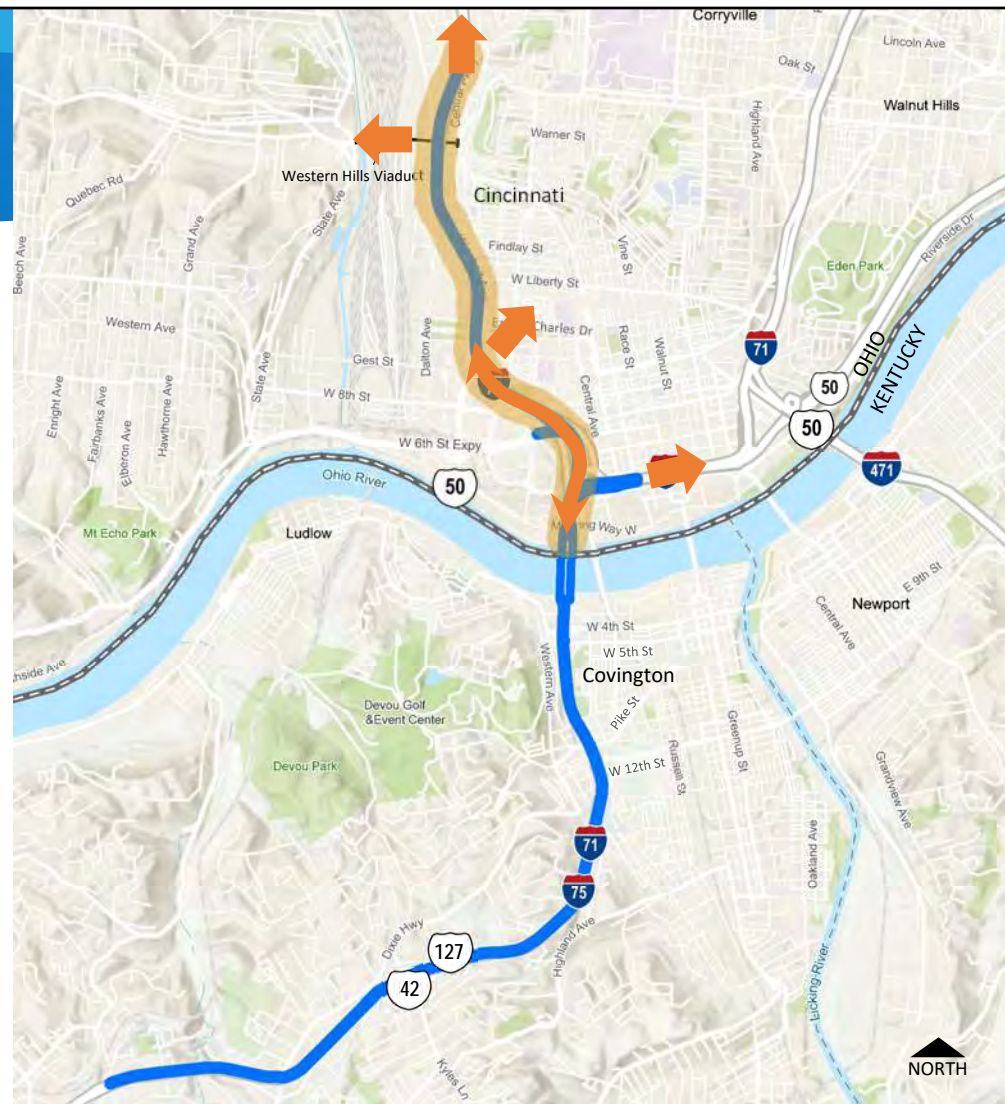 Corryville
Lincoln Ave
Oak St
Highland Ave
Walnut Hills
Warner St
Western Hills Viaduct
Quebec Rd
State Ave
Cincinnati
Grand Ave
Beech Ave
Findlay St
Vine St
W Liberty St
Eden Park
Riverside Dr
Western Ave
Charles Dr
Dalton Ave
Race St
Walnut St
71
OHIO
KENTUCKY
Gest St
State Ave
W 8th St
50
Enright Ave
Fairbanks Ave
Elberon Ave
Hawthorne Ave
Central Ave
50
W 6th St Expy
471
Ohio River
50
Mt Echo Park
Ludlow
Way W
E 9th St
Newport
Central Ave
W 4th St
W 5th St
Western Ave
Covington
Devou Golf
&Event Center
Pike St
Greenup St
Devou Park
W 12th St
Russell St
Grandview Ave
71
Oakland Ave
75
Dixie Hwy
Highland Ave
127
42
Licking River
Kyles Ln
NORTH